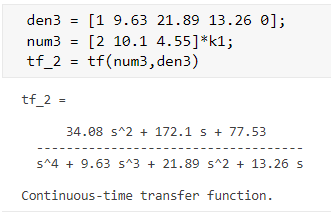 den3 = [1 9.63 21.89 13.26 0];
num3 = [2 10.1 4.55]*k1;
tf_2 = tf(num3,den3)
tf_2 =
34.08 s^2 + 172.1 s + 77.53
-----------------------------------
s^4 + 9.63 s^3 + 21.89 s^2 + 13.26 s
Continuous-time transfer function.